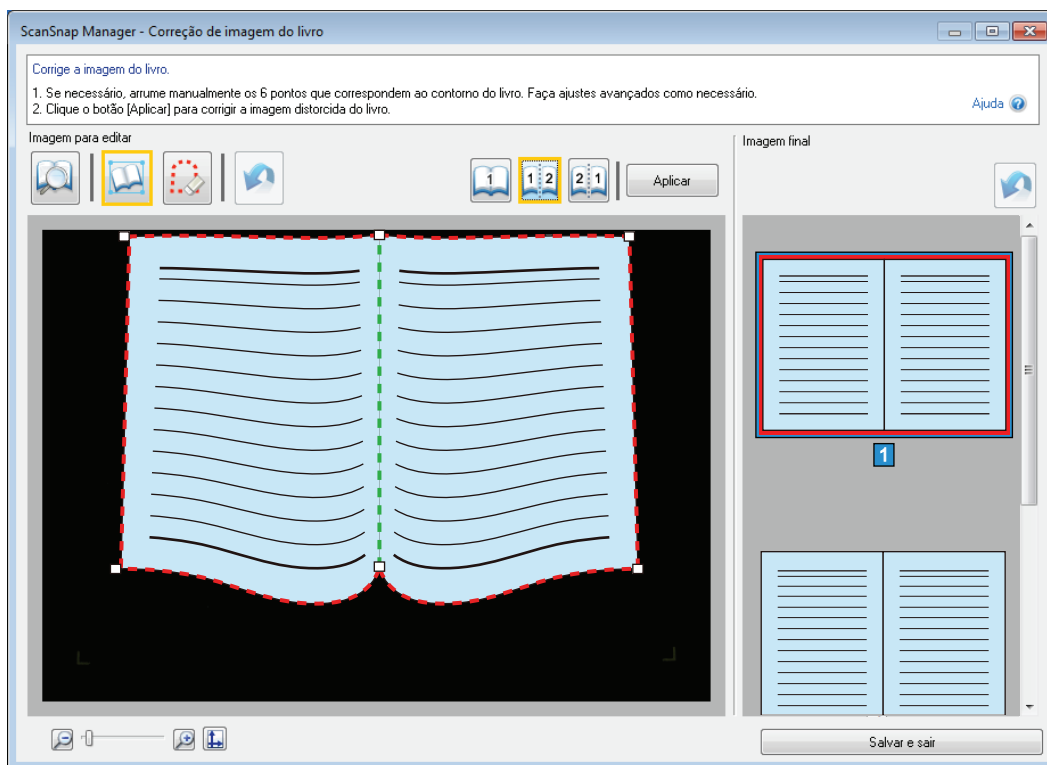 ScanSnap Manager - Correção de imagem do livro
Corrige a imagem do livro.
1. Se necessário, arrume manualmente os 6 pontos que correspondem ao contorno do livro. Faça ajustes avançados como necessário.
2. Clique o botão [Aplicar] para corrigir a imagem distorcida do livro.
Ajuda
Imagem para editar
Imagem final
1
1 2
2 1
Aplicar
1
Salvar e sair